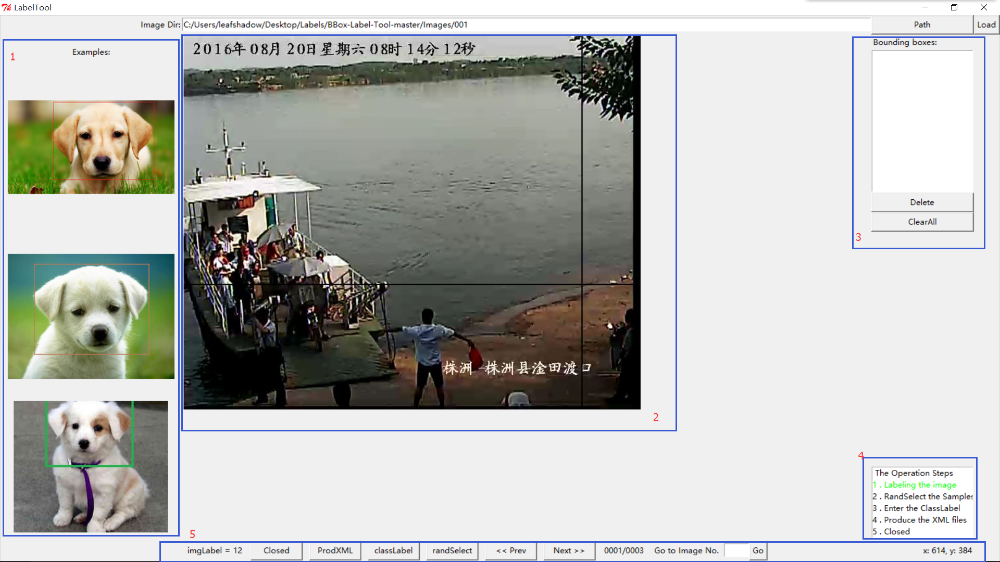 LabelTool
Image Dir: C:/Users/leafshadow/Desktop/Labels/BBox-Label-Tool-master/Images/001 Path Load
1
Examples:
2016年08月20日星期六08时14分12秒
株洲-株洲县淦田渡口
2
Bounding boxes:
Delete
ClearAll
3
4
The Operation Steps
1 . Labeling the image
2 . RandSelect the Samples
3 . Enter the ClassLabel
4 . Produce the XML files
5 . Closed
5
imgLabel = 12 Closed ProdXML classLabel randSelect << Prev Next >> 0001/0003 Go to Image No. Go x: 614, y: 384